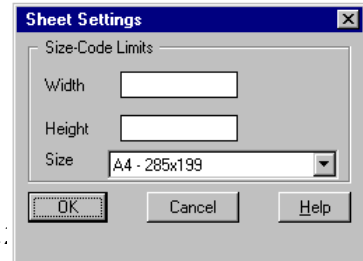 Sheet Settings
Size-Code Limits
Width
Height
Size A4 - 285x199
OK Cancel Help